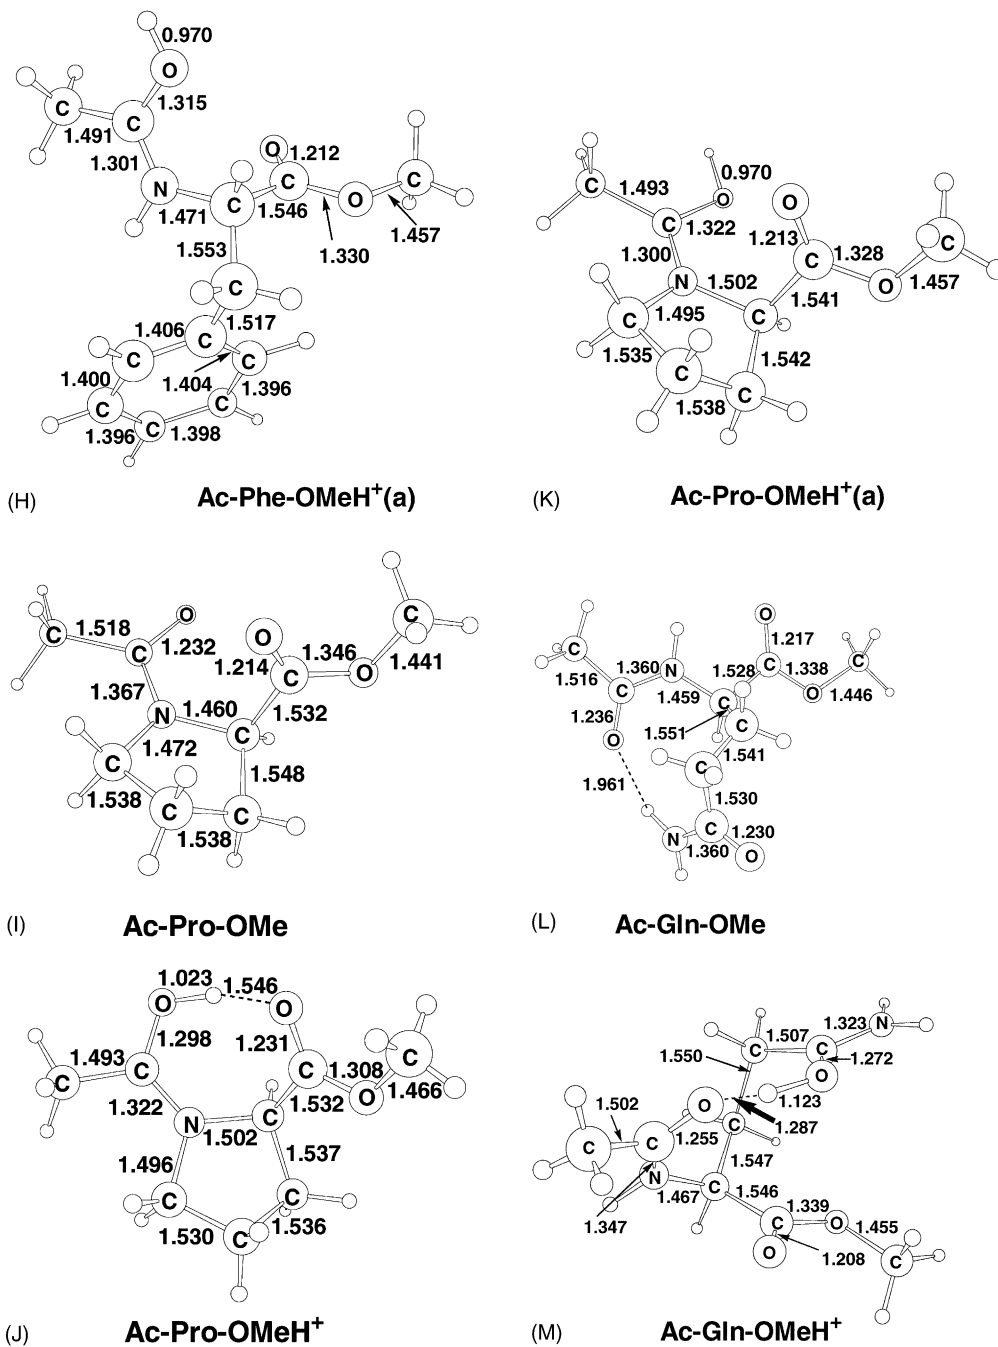 0.970
O
C
C
1.315
1.491
1.301
O
1.212
N
C
C
C
O
1.471
1.546
1.457
1.553
1.330
C
1.517
1.406
C
C
C
1.400
1.404
1.396
C
C
C
1.396
1.398
(H)
Ac-Phe-OMeH+(a)
0.970
C
1.493
O
O
C
1.322
1.213
1.328
C
1.300
C
N
1.502
O
1.457
1.541
1.495
C
C
1.535
1.542
C
C
1.538
(K)
Ac-Pro-OMeH+(a)
C
1.518
O
O
C
1.232
1.346
C
1.214
1.441
C
O
1.367
N
1.460
1.532
C
1.472
C
1.548
1.538
C
C
1.538
(I)
Ac-Pro-OMe
O
1.217
C
1.360
N
1.528
C
1.338
C
1.516
C
1.459
O
1.446
1.236
C
C
O
1.551
1.541
C
1.961
1.530
C
N
1.230
1.360
O
(L)
Ac-Gln-OMe
1.023
1.546
O
O
1.298
1.231
1.493
C
C
1.308
C
C
1.322
1.532
O
1.466
N
C
1.502
1.496
1.537
C
C
1.530
1.536
C
(J)
Ac-Pro-OMeH+
1.507
1.323
N
1.550
C
C
1.272
O
1.502
O
1.123
C
C
1.255
C
1.287
1.547
N
C
1.467
1.546
1.347
1.339
C
O
1.455
O
1.208
C
(M)
Ac-Gln-OMeH+